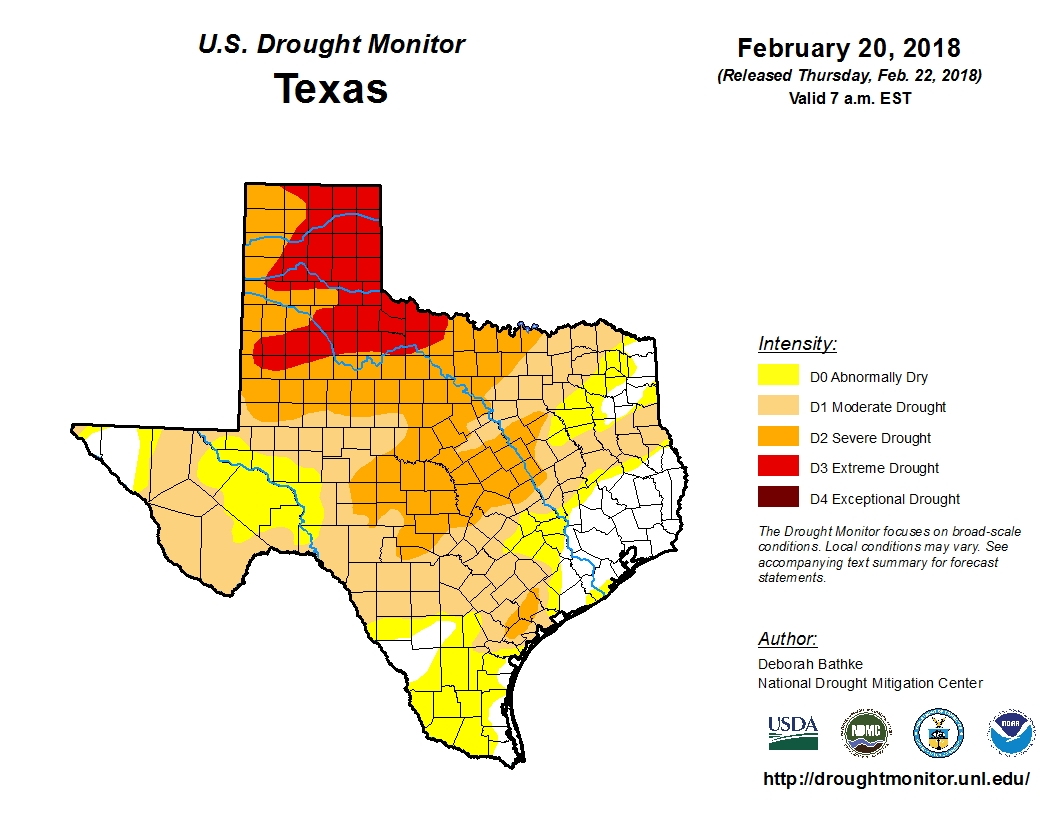 U.S. Drought Monitor
Texas
February 20, 2018
(Released Thursday, Feb. 22, 2018)
Valid 7 a.m. EST
Intensity:
D0 Abnormally Dry
D1 Moderate Drought
D2 Severe Drought
D3 Extreme Drought
D4 Exceptional Drought
The Drought Monitor focuses on broad-scale
conditions. Local conditions may vary. See
accompanying text summary for forecast
statements.
Author:
Deborah Bathke
National Drought Mitigation Center
USDA
NDMC
NOAA
http://droughtmonitor.unl.edu/